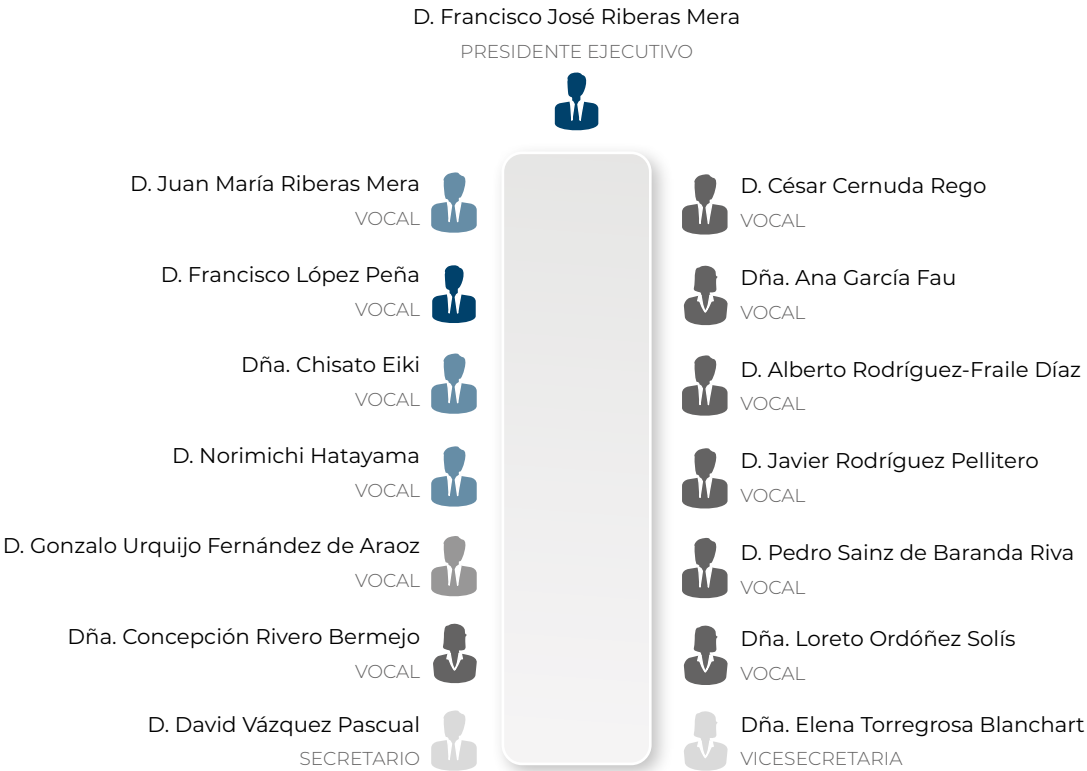 D. Francisco José Riberas Mera
PRESIDENTE EJECUTIVO
D. Juan María Riberas Mera
VOCAL
D. Francisco López Peña
VOCAL
Dña. Chisato Eiki
VOCAL
D. Norimichi Hatayama
VOCAL
D. Gonzalo Urquijo Fernández de Araoz
VOCAL
Dña. Concepción Rivero Bermejo
VOCAL
D. David Vázquez Pascual
SECRETARIO
D. César Cernuda Rego
VOCAL
Dña. Ana García Fau
VOCAL
D. Alberto Rodríguez-Fraile Díaz
VOCAL
D. Javier Rodríguez Pellitero
VOCAL
D. Pedro Sainz de Baranda Riva
VOCAL
Dña. Loreto Ordóñez Solís
VOCAL
Dña. Elena Torregrosa Blanchart
VICESECRETARIA